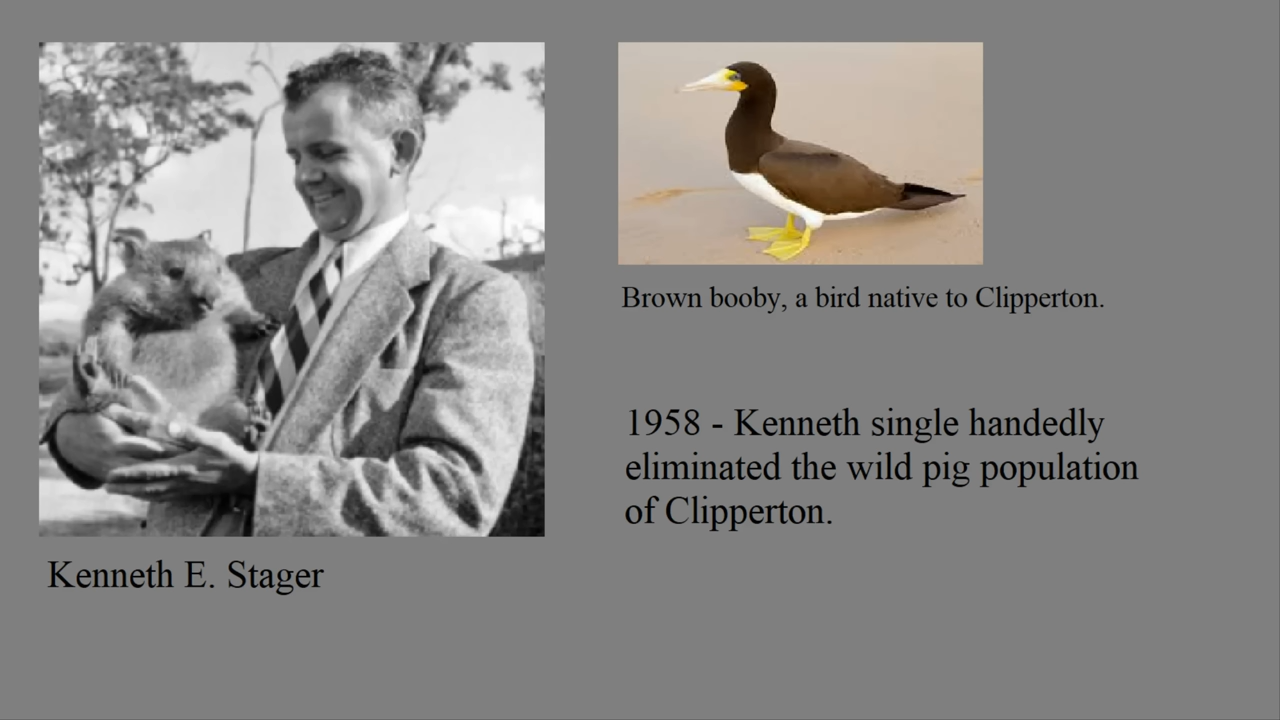 Brown booby, a bird native to Clipperton.
1958 - Kenneth single handedly
eliminated the wild pig population
of Clipperton.
Kenneth E. Stager